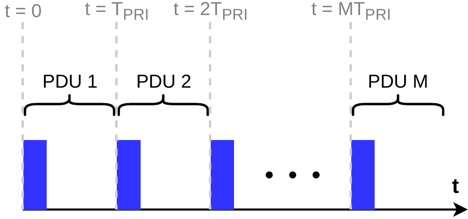 t = 0 t = T_PRI t = 2T_PRI t = MT_PRI
PDU 1 PDU 2 PDU M
• • •
t